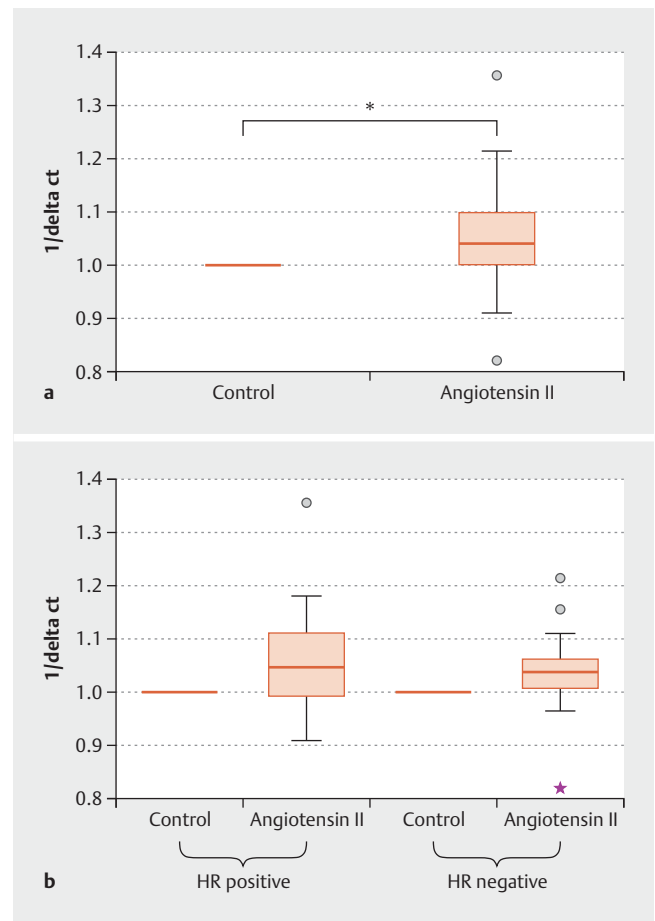 1.4
1.3
*
1.2
1.1
1.0
0.9
0.8
1/delta ct
a
Control Angiotensin II
1.4
1.3
1.2
1.1
1.0
0.9
0.8
1/delta ct
Control Angiotensin II Control Angiotensin II
b
HR positive HR negative